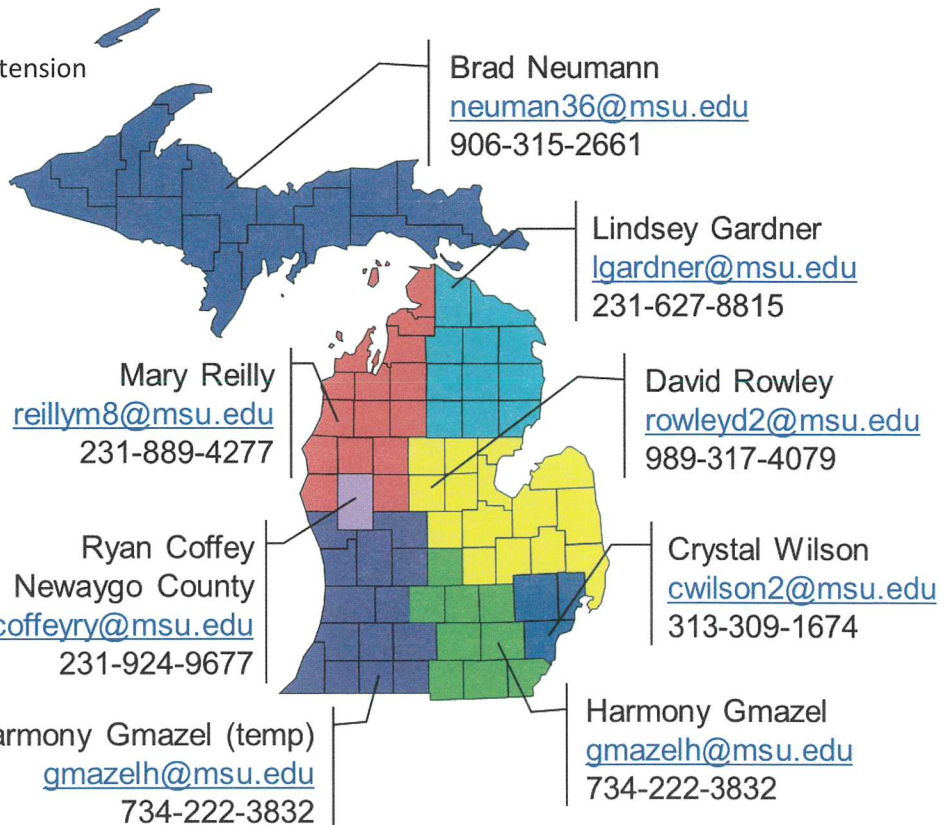 tension
Brad Neumann
neuman36@msu.edu
906-315-2661
Lindsey Gardner
lgardner@msu.edu
231-627-8815
Mary Reilly
reillym8@msu.edu
231-889-4277
David Rowley
rowleyd2@msu.edu
989-317-4079
Ryan Coffey
Newaygo County
coffeyry@msu.edu
231-924-9677
Crystal Wilson
cwilson2@msu.edu
313-309-1674
armony Gmazel (temp)
gmazelh@msu.edu
734-222-3832
Harmony Gmazel
gmazelh@msu.edu
734-222-3832